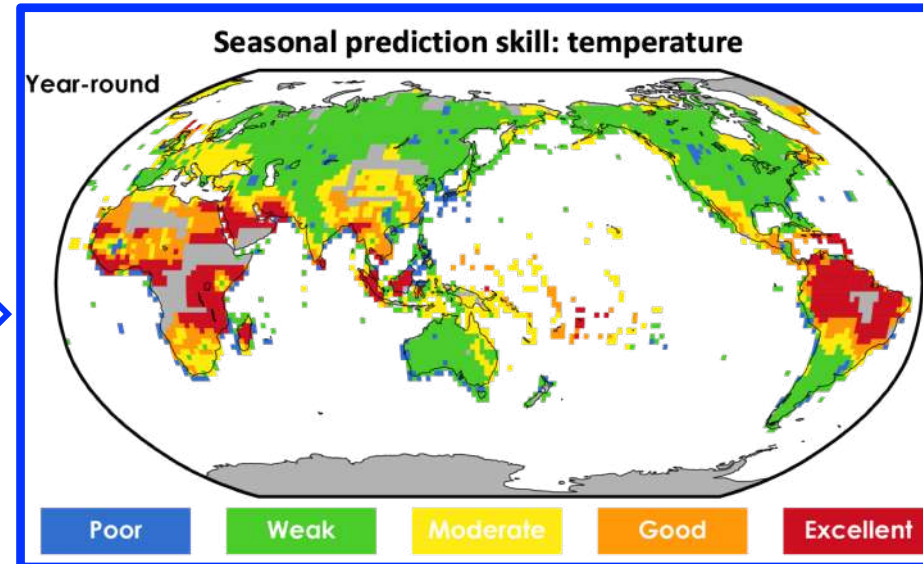 Seasonal prediction skill: temperature
Year-round
Poor
Weak
Moderate
Good
Excellent